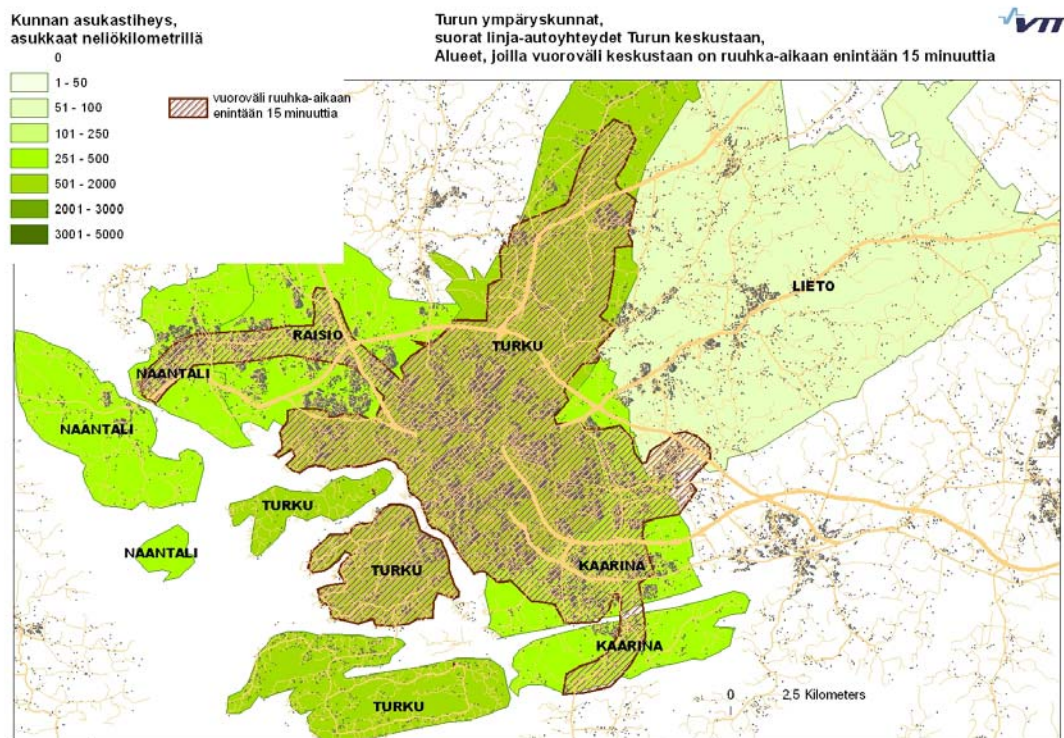 Kunnan asukastiheys,
asukkaat neliökilometrillä
0
1 - 50
51 - 100
101 - 250
251 - 500
501 - 2000
2001 - 3000
3001 - 5000
vuoroväli ruuhka-aikaan
enintään 15 minuuttia
Turun ympäryskunnat,
suorat linja-autoyhteydet Turun keskustaan,
Alueet, joilla vuoroväli keskustaan on ruuhka-aikaan enintään 15 minuuttia
VTT
LIETO
RAISIO
TURKU
NAANTALI
NAANTALI
TURKU
NAANTALI
TURKU
KAARINA
KAARINA
TURKU
0 2,5 Kilometers